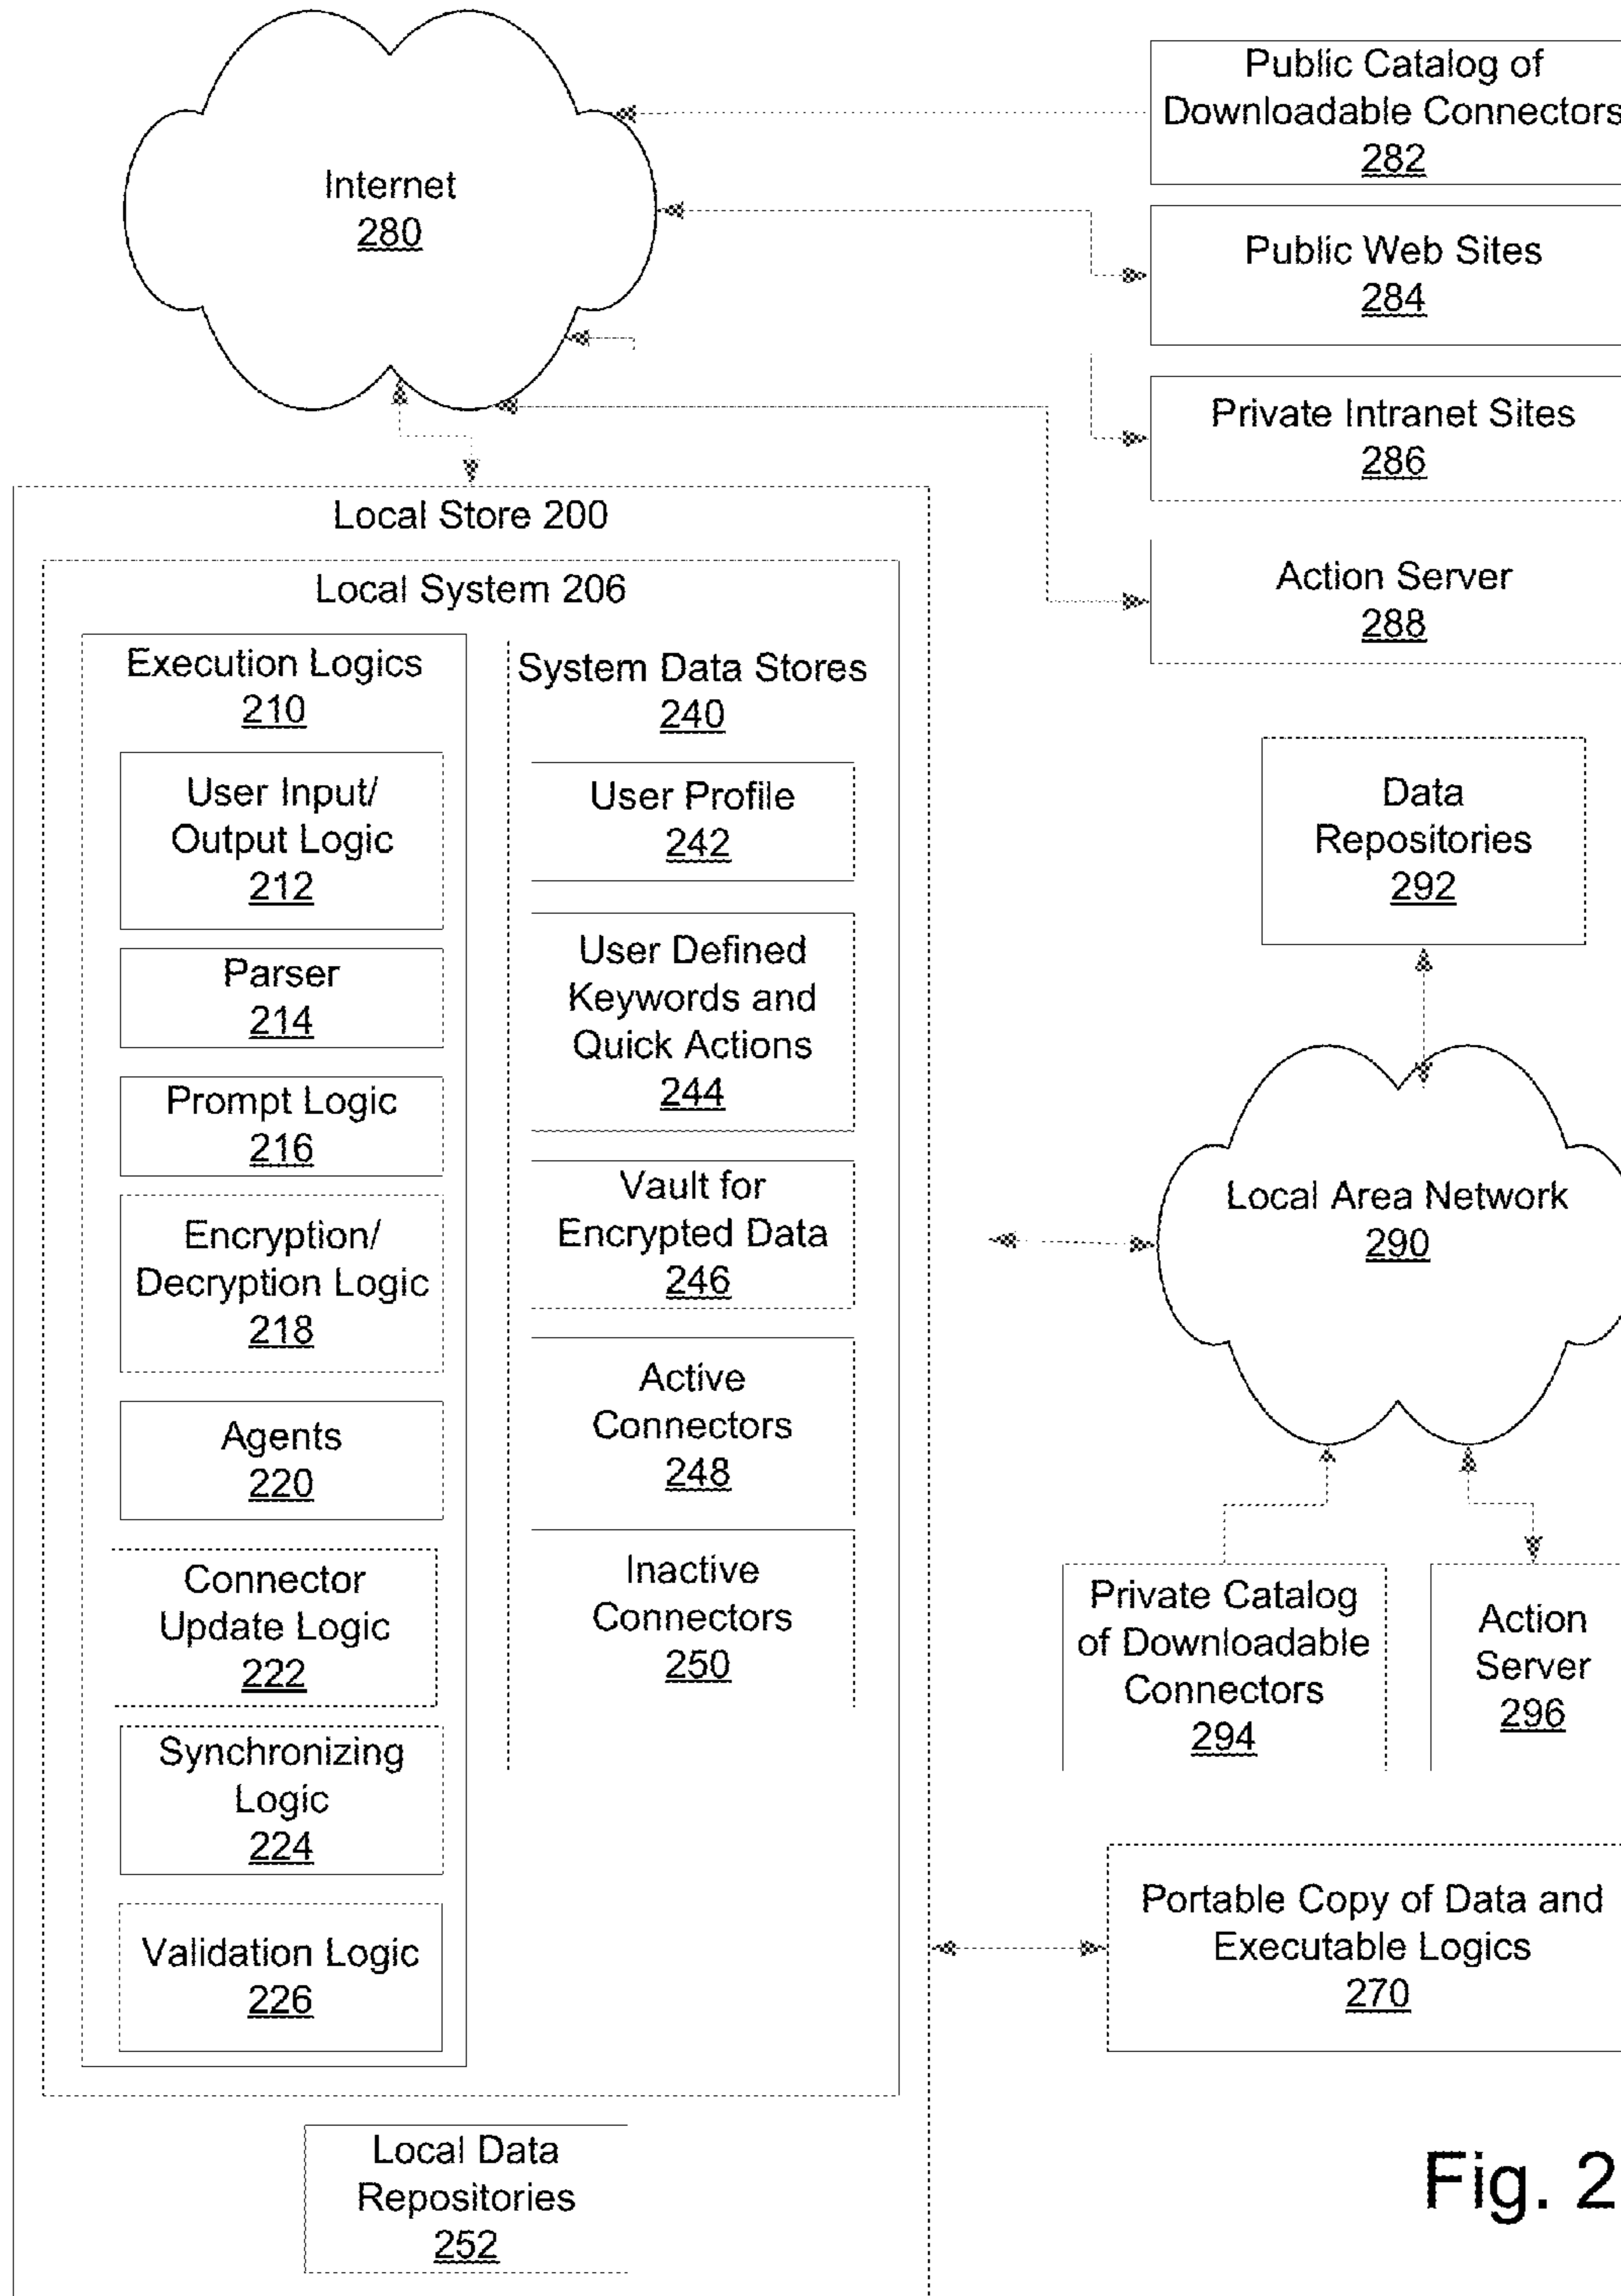 Internet
280
Public Catalog of
Downloadable Connectors
282
Public Web Sites
284
Private Intranet Sites
286
Action Server
288
Local Store 200
Local System 206
Execution Logics
210
User Input/
Output Logic
212
Parser
214
Prompt Logic
216
Encryption/
Decryption Logic
218
Agents
220
Connector
Update Logic
222
Synchronizing
Logic
224
Validation Logic
226
System Data Stores
240
User Profile
242
User Defined
Keywords and
Quick Actions
244
Vault for
Encrypted Data
246
Active
Connectors
248
Inactive
Connectors
250
Local Data
Repositories
252
Data
Repositories
292
Local Area Network
290
Private Catalog
of Downloadable
Connectors
294
Action
Server
296
Portable Copy of Data and
Executable Logics
270
Fig. 2